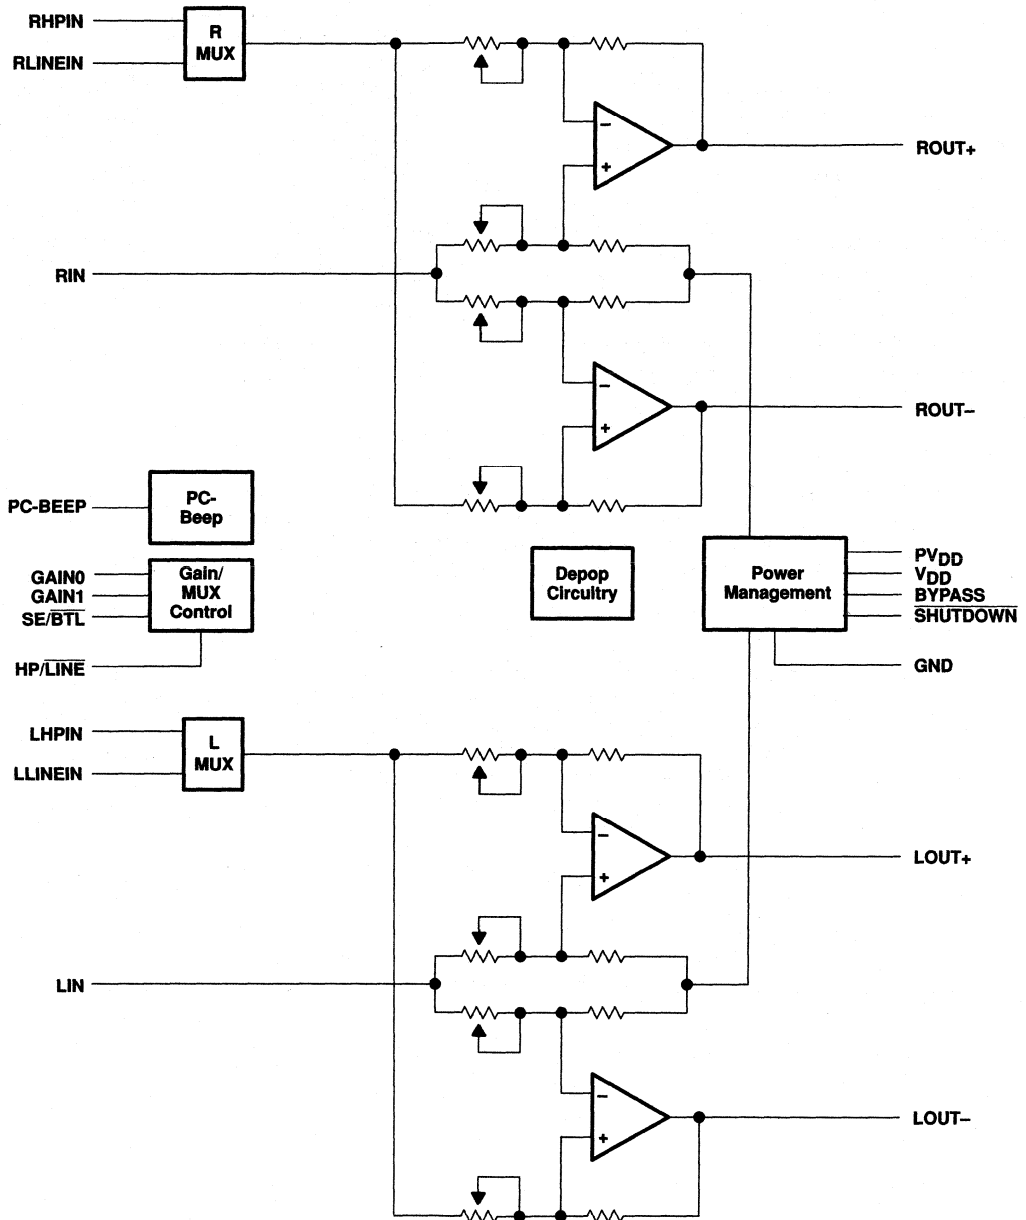 RHPIN
R
MUX
RLINEIN
−
+
ROUT+
RIN
−
+
ROUT–
PC-BEEP
PC-
Beep
GAIN0
GAIN1
SE/BTL
Gain/
MUX
Control
HP/LINE
Depop
Circuitry
Power
Management
PVDD
VDD
BYPASS
SHUTDOWN
GND
LHPIN
L
MUX
LLINEIN
−
+
LOUT+
LIN
−
+
LOUT–